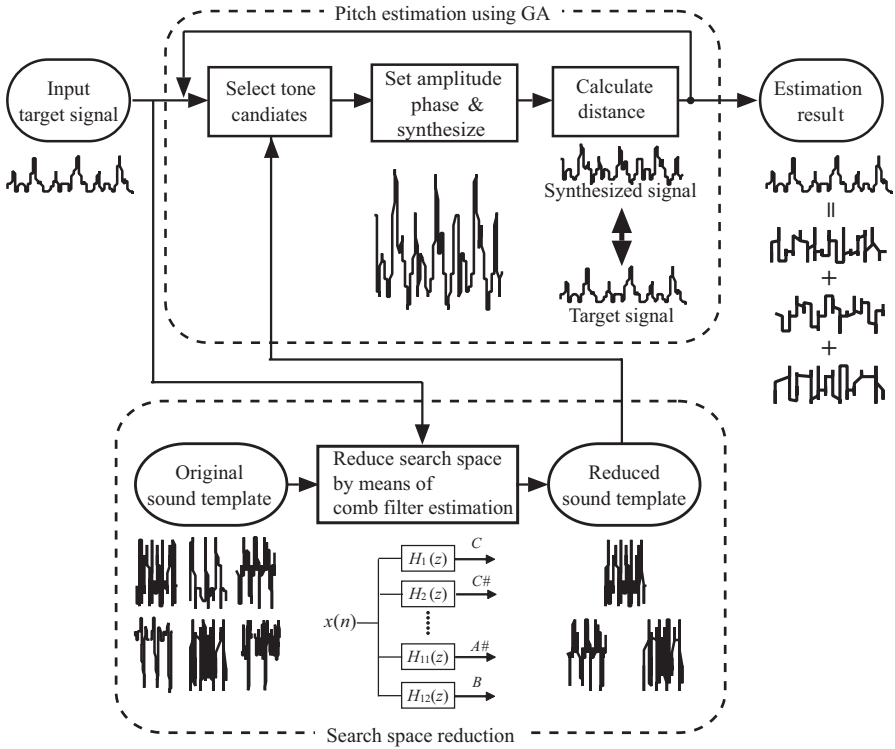 Pitch estimation using GA
Input
target signal
Select tone
candidates
Set amplitude
phase &
synthesize
Calculate
distance
Estimation
result
Synthesized signal
Target signal
=
+
+
Original
sound template
Reduce search space
by means of
comb filter estimation
Reduced
sound template
x(n)
H1(z)
C
H2(z)
C#
H11(z)
A#
H12(z)
B
Search space reduction